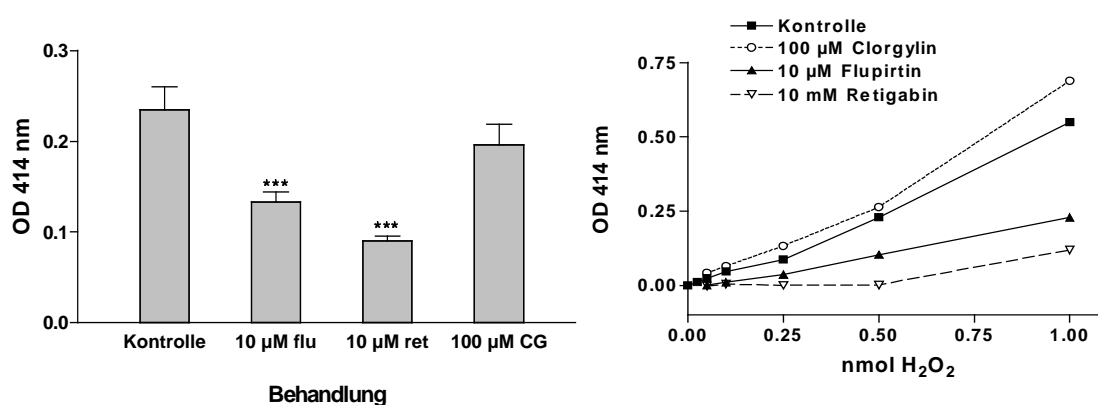 0.3
0.2
0.1
0.0
OD 414 nm
***
***
Kontrolle 10 µM flu 10 µM ret 100 µM CG
Behandlung
Kontrolle
100 µM Clorgylin
10 µM Flupirtin
10 mM Retigabin
0.75
0.50
0.25
0.00
OD 414 nm
0.00 0.25 0.50 0.75 1.00
nmol H₂O₂